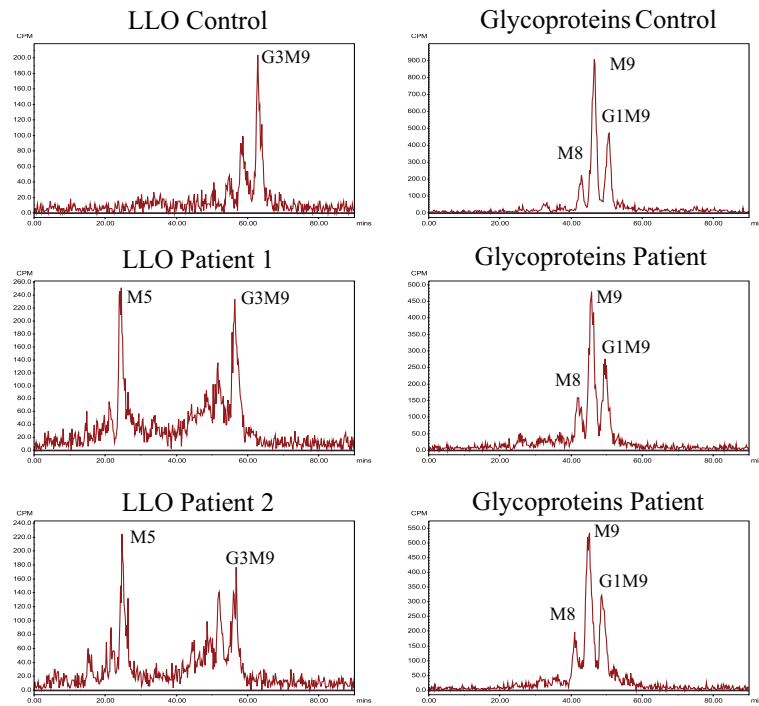 LLO Control
CPM
200.0
180.0
160.0
140.0
120.0
100.0
80.0
60.0
40.0
20.0
0.0
G3M9
0.00 20.00 40.00 60.00 80.00 mins
Glycoproteins Control
CPM
900.0
800.0
700.0
600.0
500.0
400.0
300.0
200.0
100.0
0.0
M9
G1M9
M8
0.00 20.00 40.00 60.00 80.00 mi
LLO Patient 1
CPM
260.0
240.0
220.0
200.0
180.0
160.0
140.0
120.0
100.0
80.0
60.0
40.0
20.0
0.0
M5
G3M9
0.00 20.00 40.00 60.00 80.00 mins
Glycoproteins Patient
CPM
500.0
450.0
400.0
350.0
300.0
250.0
200.0
150.0
100.0
50.0
0.0
M9
G1M9
M8
0.00 20.00 40.00 60.00 80.00 mi
LLO Patient 2
CPM
240.0
220.0
200.0
180.0
160.0
140.0
120.0
100.0
80.0
60.0
40.0
20.0
0.0
M5
G3M9
0.00 20.00 40.00 60.00 80.00 mins
Glycoproteins Patient
CPM
550.0
500.0
450.0
400.0
350.0
300.0
250.0
200.0
150.0
100.0
50.0
0.0
M9
G1M9
M8
0.00 20.00 40.00 60.00 80.00 mi